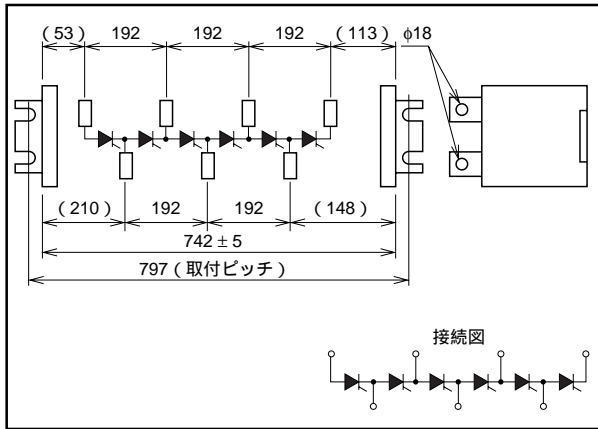 ( 53 ) 192 192 192 ( 113 ) φ18
( 210 ) 192 192 ( 148 )
742 ± 5
797 ( 取付ピッチ )
接続図